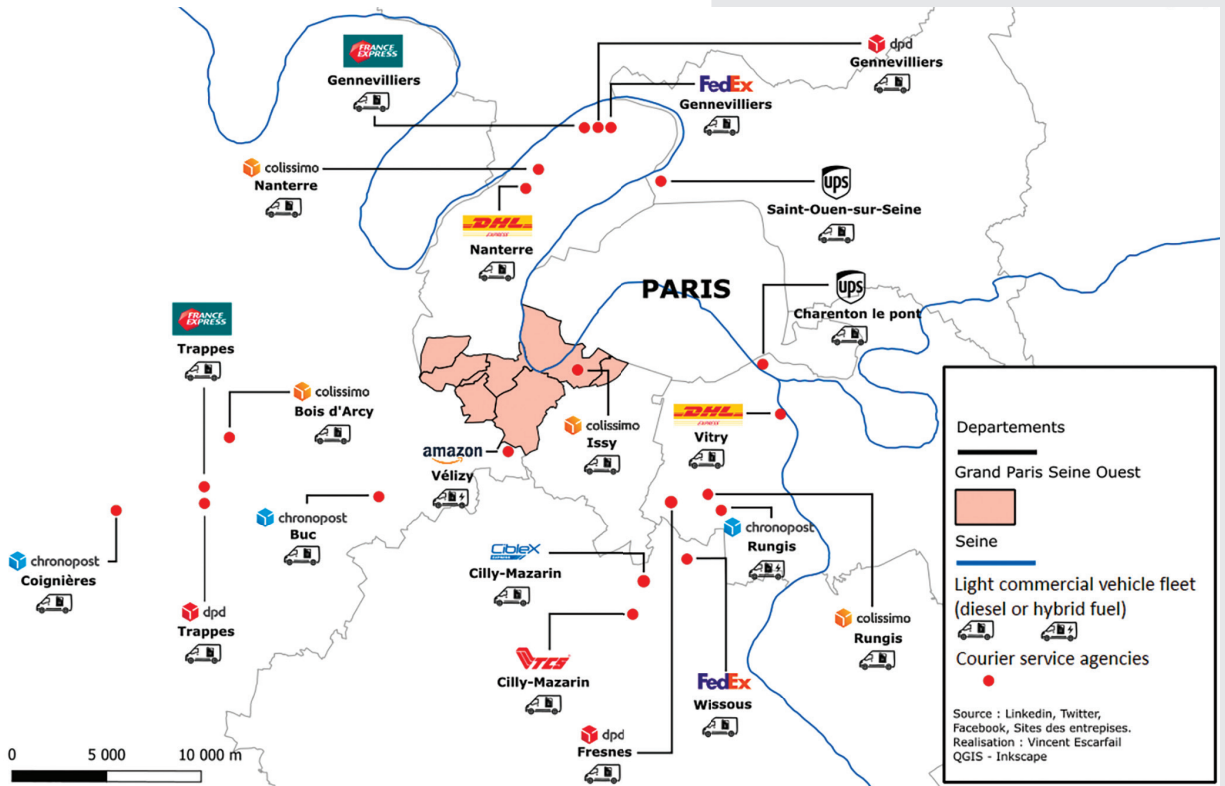 FRANCE
EXPRESS
Gennevilliers
dpd
Gennevilliers
FedEx
Gennevilliers
colissimo
Nanterre
DHL
EXPRESS
Nanterre
ups
Saint-Ouen-sur-Seine
PARIS
ups
Charenton le pont
FRANCE
EXPRESS
Trappes
colissimo
Bois d'Arcy
colissimo
Issy
DHL
EXPRESS
Vitry
amazon
Vélizy
chronopost
Buc
chronopost
Rungis
chronopost
Coignières
Ciblex
EXPRESS
Cilly-Mazarin
dpd
Trappes
colissimo
Rungis
TCS
Cilly-Mazarin
FedEx
Wissous
dpd
Fresnes
0 5 000 10 000 m
Departements
Grand Paris Seine Ouest
Seine
Light commercial vehicle fleet
(diesel or hybrid fuel)
Courier service agencies
Source : Linkedin, Twitter,
Facebook, Sites des entrepises.
Realisation : Vincent Escarfail
QGIS - Inkscape